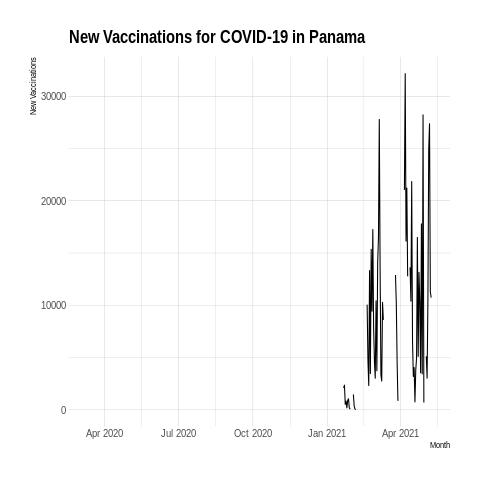 New Vaccinations for COVID-19 in Panama
New Vaccinations
30000
20000
10000
0
Apr 2020 Jul 2020 Oct 2020 Jan 2021 Apr 2021
Month